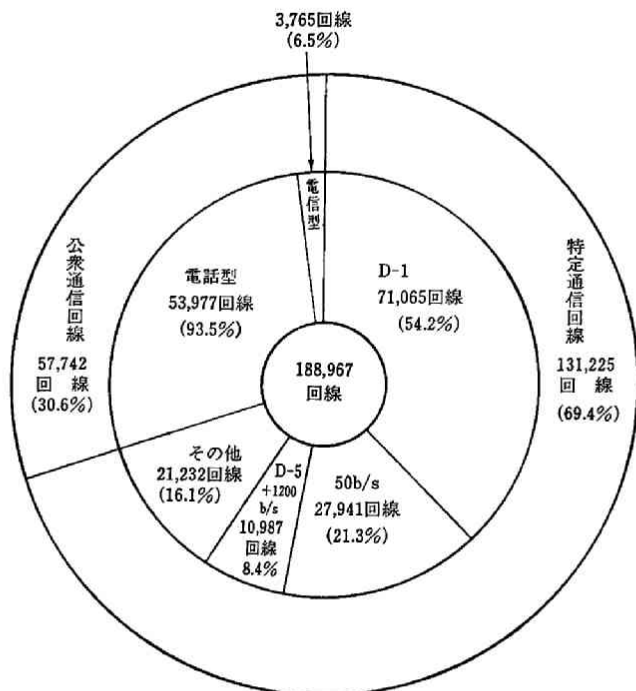 3,765回線
(6.5%)
電信型
公衆通信回線
57,742
回 線
(30.6%)
電話型
53,977回線
(93.5%)
D-1
71,065回線
(54.2%)
特定通信回線
131,225
回 線
(69.4%)
188,967
回線
その他
21,232回線
(16.1%)
D-5
+1200
b/s
10,987
回線
8.4%
50b/s
27,941回線
(21.3%)